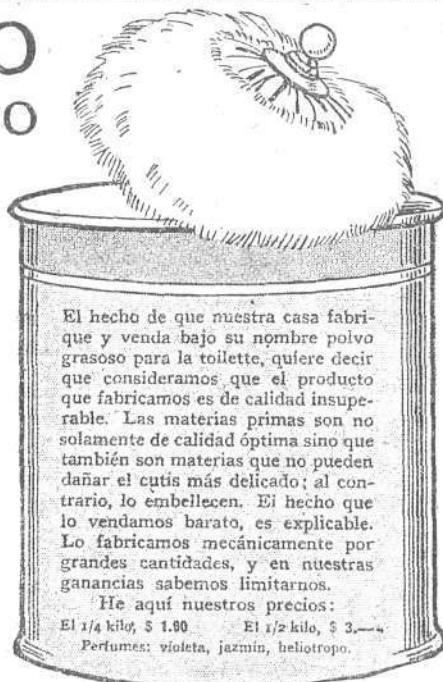 O
O
El hecho de que nuestra casa fabri-
que y venda bajo su nombre polvo
grasoso para la toilette, quiere decir
que consideramos que el producto
que fabricamos es de calidad insupe-
rable. Las materias primas son no
solamente de calidad óptima sino que
también son materias que no pueden
dañar el cutis más delicado; al con-
trario, lo embellecen. El hecho que
lo vendamos barato, es explicable.
Lo fabricamos mecánicamente por
grandes cantidades, y en nuestras
ganancias sabemos limitarnos.
He aquí nuestros precios:
El 1/4 kilo, $ 1.60 El 1/2 kilo, $ 3.—
Perfumes: violeta, jazmin, heliotropo.